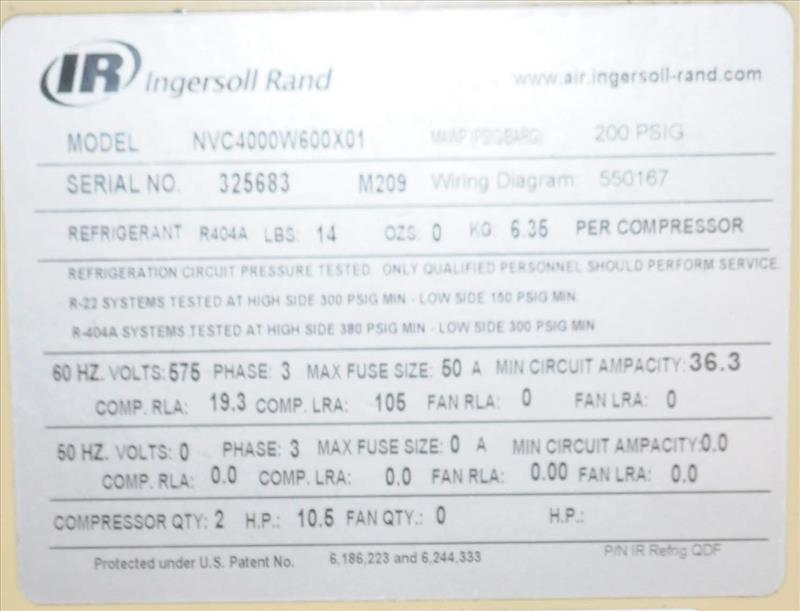 IR Ingersoll Rand www.air.ingersoll-rand.com
MODEL NVC4000W600X01 MAWP (PSIG/BARG) 200 PSIG
SERIAL NO. 325683 M209 Wiring Diagram: 550167
REFRIGERANT R404A LBS: 14 OZS: 0 KG: 6.35 PER COMPRESSOR
REFRIGERATION CIRCUIT PRESSURE TESTED. ONLY QUALIFIED PERSONNEL SHOULD PERFORM SERVICE.
R-22 SYSTEMS TESTED AT HIGH SIDE 300 PSIG MIN - LOW SIDE 150 PSIG MIN
R-404A SYSTEMS TESTED AT HIGH SIDE 380 PSIG MIN - LOW SIDE 300 PSIG MIN
60 HZ. VOLTS: 575 PHASE: 3 MAX FUSE SIZE: 50 A MIN CIRCUIT AMPACITY: 36.3
COMP. RLA: 19.3 COMP. LRA: 105 FAN RLA: 0 FAN LRA: 0
50 HZ. VOLTS: 0 PHASE: 3 MAX FUSE SIZE: 0 A MIN CIRCUIT AMPACITY: 0.0
COMP. RLA: 0.0 COMP. LRA: 0.0 FAN RLA: 0.00 FAN LRA: 0.0
COMPRESSOR QTY: 2 H.P.: 10.5 FAN QTY.: 0 H.P.:
Protected under U.S. Patent No. 6,186,223 and 6,244,333 P/N IR Refrig QDF